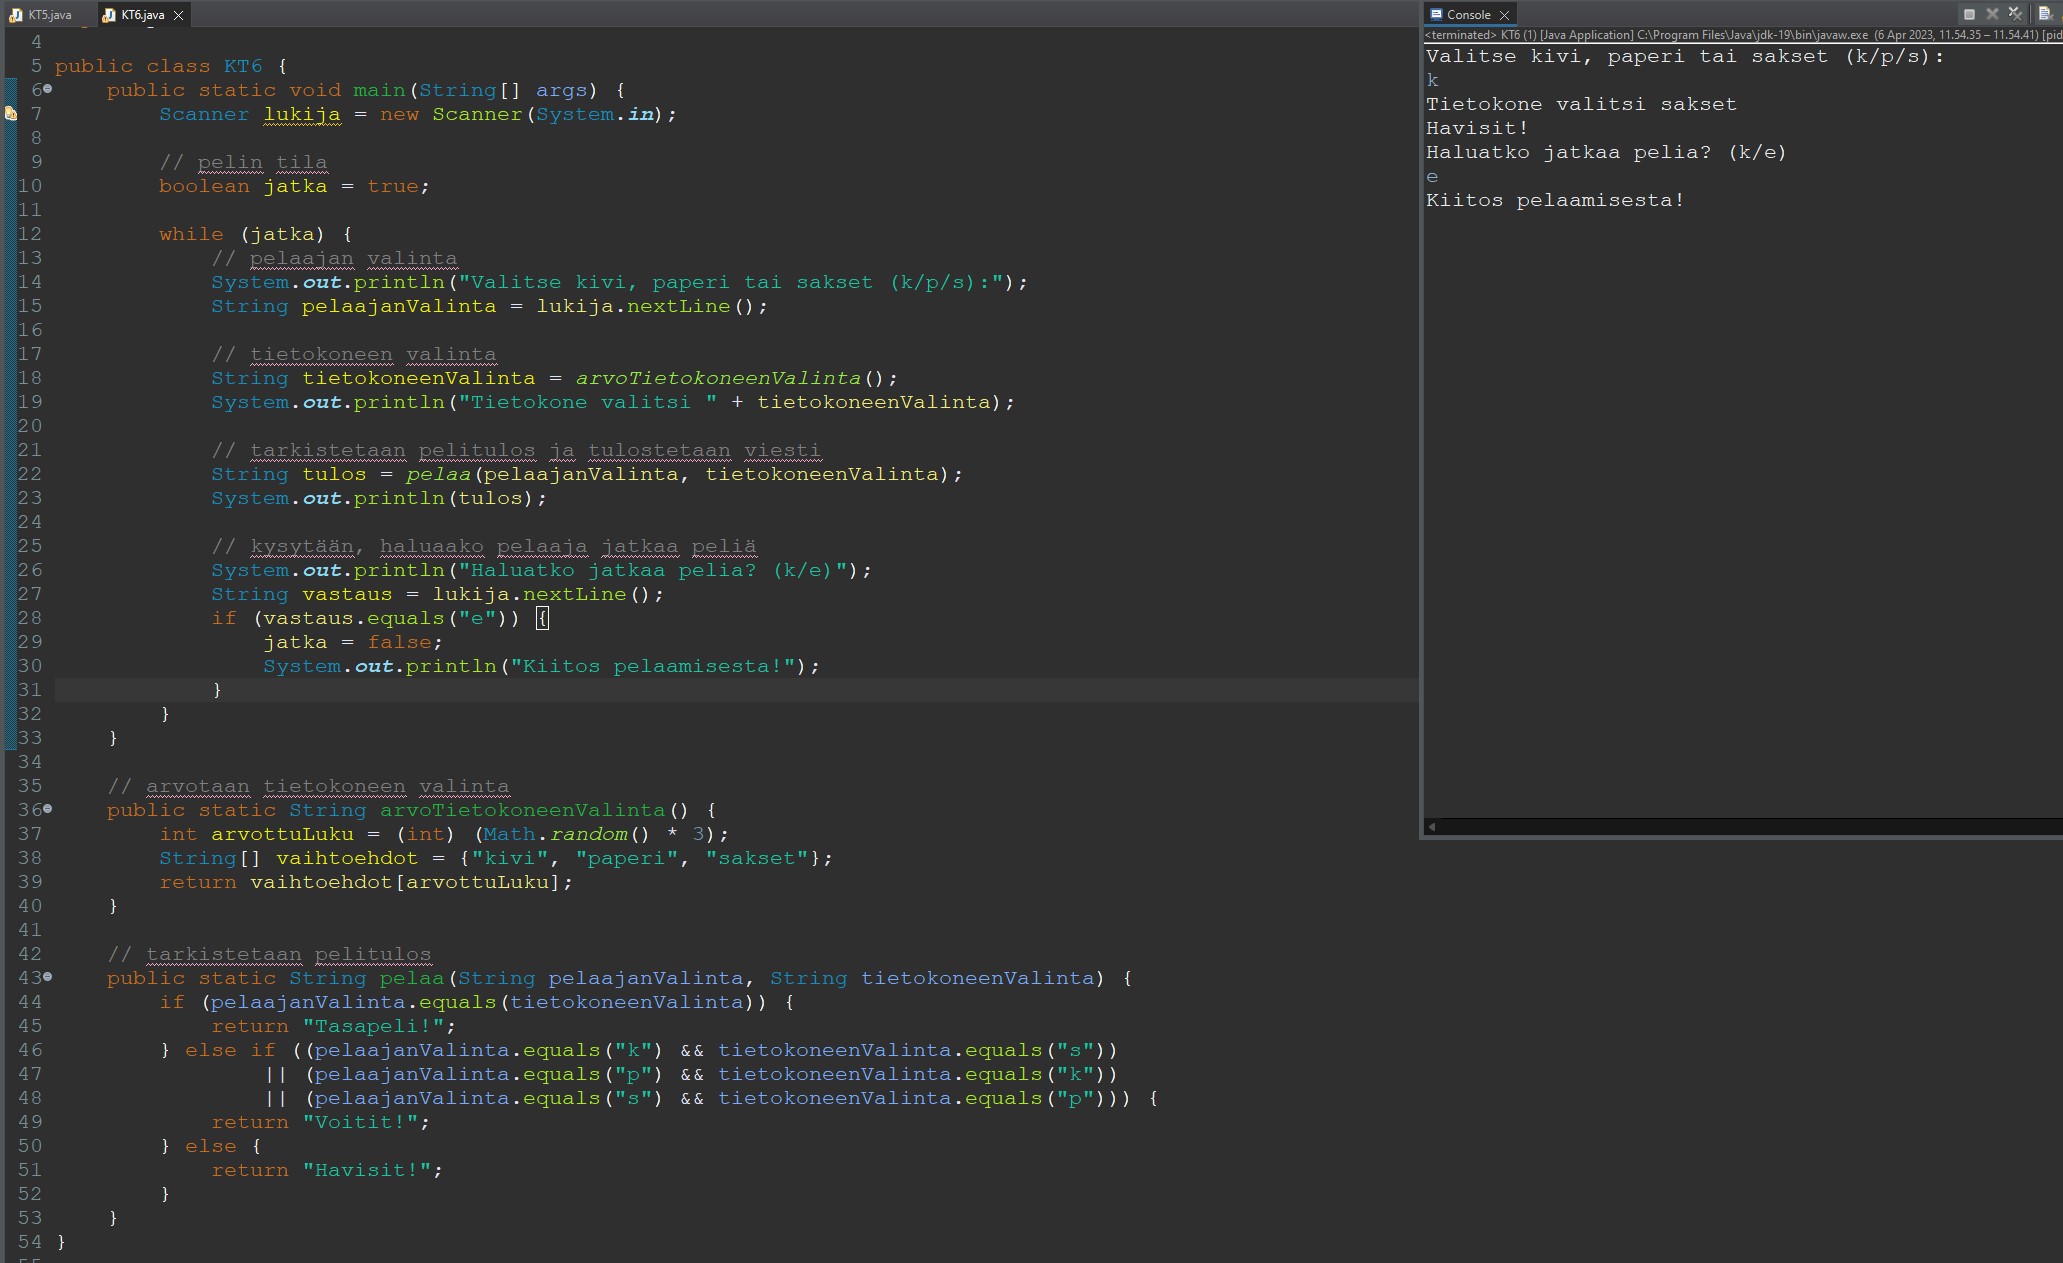 KT5.java
KT6.java
4
5 public class KT6 {
6     public static void main(String[] args) {
7         Scanner lukija = new Scanner(System.in);
8
9         // pelin tila
10         boolean jatka = true;
11
12         while (jatka) {
13             // pelaajan valinta
14             System.out.println("Valitse kivi, paperi tai sakset (k/p/s):");
15             String pelaajanValinta = lukija.nextLine();
16
17             // tietokoneen valinta
18             String tietokoneenValinta = arvoTietokoneenValinta();
19             System.out.println("Tietokone valitsi " + tietokoneenValinta);
20
21             // tarkistetaan pelitulos ja tulostetaan viesti
22             String tulos = pelaa(pelaajanValinta, tietokoneenValinta);
23             System.out.println(tulos);
24
25             // kysytään, haluaako pelaaja jatkaa peliä
26             System.out.println("Haluatko jatkaa pelia? (k/e)");
27             String vastaus = lukija.nextLine();
28             if (vastaus.equals("e")) {
29                 jatka = false;
30                 System.out.println("Kiitos pelaamisesta!");
31             }
32         }
33     }
34
35     // arvotaan tietokoneen valinta
36     public static String arvoTietokoneenValinta() {
37         int arvottuLuku = (int) (Math.random() * 3);
38         String[] vaihtoehdot = {"kivi", "paperi", "sakset"};
39         return vaihtoehdot[arvottuLuku];
40     }
41
42     // tarkistetaan pelitulos
43     public static String pelaa(String pelaajanValinta, String tietokoneenValinta) {
44         if (pelaajanValinta.equals(tietokoneenValinta)) {
45             return "Tasapeli!";
46         } else if ((pelaajanValinta.equals("k") && tietokoneenValinta.equals("s"))
47                 || (pelaajanValinta.equals("p") && tietokoneenValinta.equals("k"))
48                 || (pelaajanValinta.equals("s") && tietokoneenValinta.equals("p"))) {
49             return "Voitit!";
50         } else {
51             return "Havisit!";
52         }
53     }
54 }
Console
<terminated> KT6 (1) [Java Application] C:\Program Files\Java\jdk-19\bin\javaw.exe (6 Apr 2023, 11.54.35 – 11.54.41) [pid
Valitse kivi, paperi tai sakset (k/p/s):
k
Tietokone valitsi sakset
Havisit!
Haluatko jatkaa pelia? (k/e)
e
Kiitos pelaamisesta!